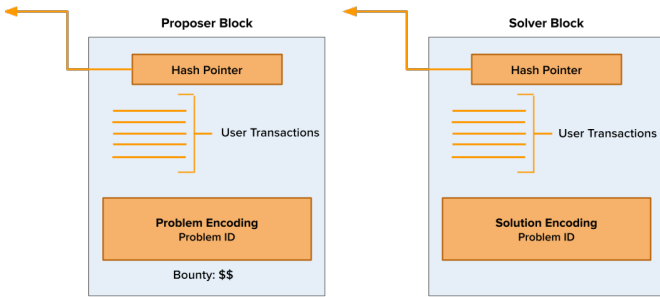 Proposer Block
Hash Pointer
User Transactions
Problem Encoding
Problem ID
Bounty: $$
Solver Block
Hash Pointer
User Transactions
Solution Encoding
Problem ID